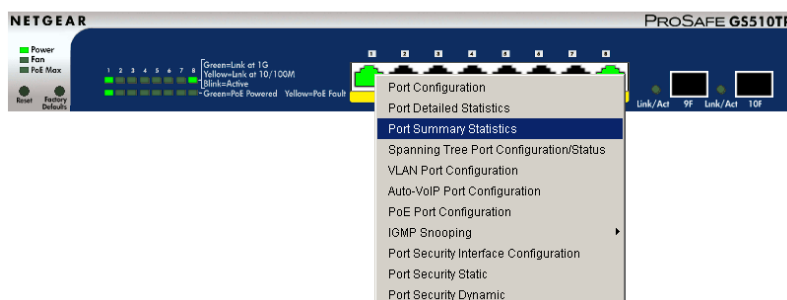 NETGEAR
PROSAFE GS510TP
Power
Fan
PoE Max
1 2 3 4 5 6 7 8
Green=Link at 1G
Yellow=Link at 10/100M
Blink=Active
Green=PoE Powered Yellow=PoE Fault
Reset
Factory Defaults
1 2 3 4 5 6 7 8
Link/Act 9F Link/Act 10F
Port Configuration
Port Detailed Statistics
Port Summary Statistics
Spanning Tree Port Configuration/Status
VLAN Port Configuration
Auto-VoIP Port Configuration
PoE Port Configuration
IGMP Snooping
Port Security Interface Configuration
Port Security Static
Port Security Dynamic